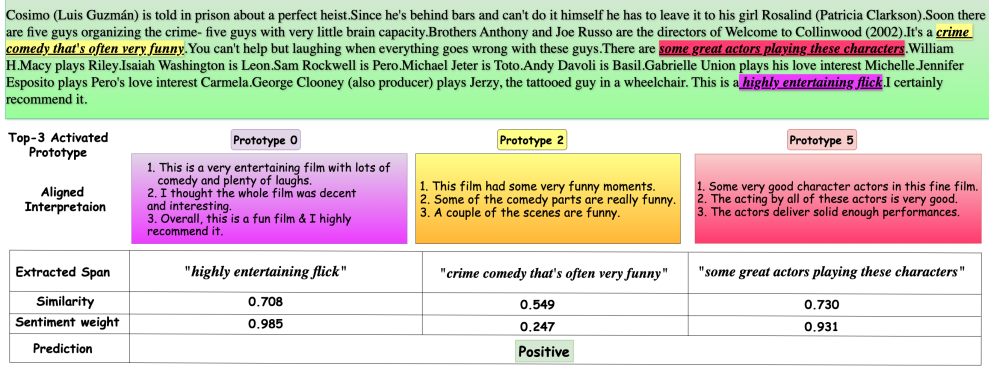 Cosimo (Luis Guzmán) is told in prison about a perfect heist.Since he's behind bars and can't do it himself he has to leave it to his girl Rosalind (Patricia Clarkson).Soon there
are five guys organizing the crime- five guys with very little brain capacity.Brothers Anthony and Joe Russo are the directors of Welcome to Collinwood (2002).It's a crime
comedy that's often very funny.You can't help but laughing when everything goes wrong with these guys.There are some great actors playing these characters.William
H.Macy plays Riley.Isaiah Washington is Leon.Sam Rockwell is Pero.Michael Jeter is Toto.Andy Davoli is Basil.Gabrielle Union plays his love interest Michelle.Jennifer
Esposito plays Pero's love interest Carmela.George Clooney (also producer) plays Jerzy, the tattooed guy in a wheelchair. This is a highly entertaining flick.I certainly
recommend it.
Top-3 Activated
Prototype
Prototype 0
Prototype 2
Prototype 5
Aligned
Interpretaion
1. This is a very entertaining film with lots of
comedy and plenty of laughs.
2. I thought the whole film was decent
and interesting.
3. Overall, this is a fun film & I highly
recommend it.
1. This film had some very funny moments.
2. Some of the comedy parts are really funny.
3. A couple of the scenes are funny.
1. Some very good character actors in this fine film.
2. The acting by all of these actors is very good.
3. The actors deliver solid enough performances.
Extracted Span
"highly entertaining flick"
"crime comedy that's often very funny"
"some great actors playing these characters"
Similarity
0.708
0.549
0.730
Sentiment weight
0.985
0.247
0.931
Prediction
Positive